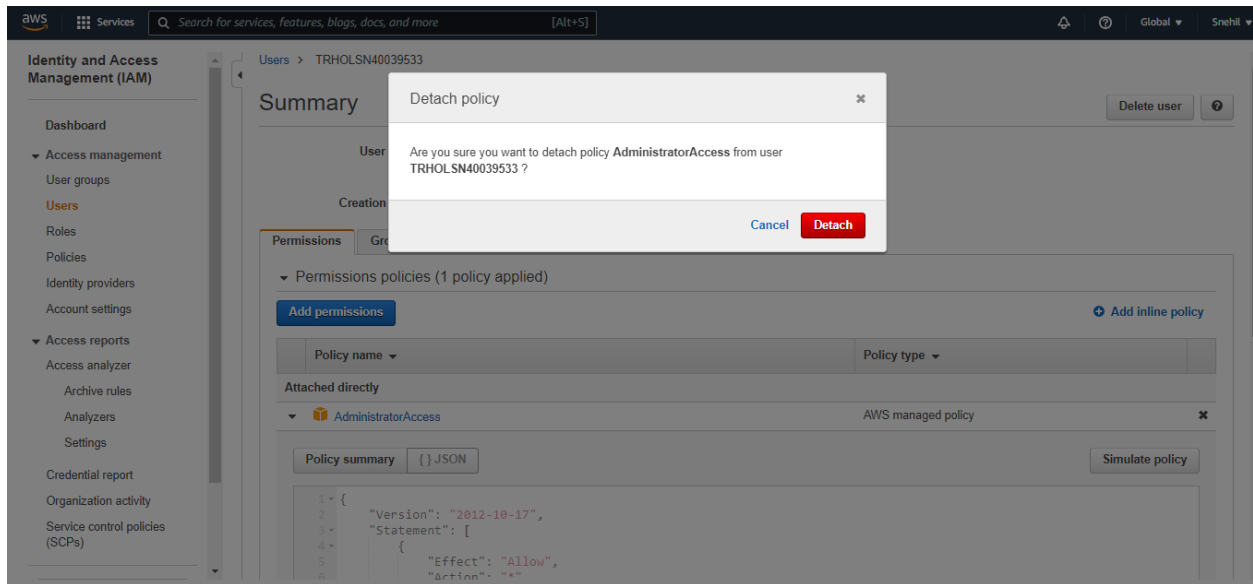 aws
Services
Search for services, features, blogs, docs, and more
[Alt+S]
Global
Snehil
Identity and Access
Management (IAM)
Dashboard
Access management
User groups
Users
Roles
Policies
Identity providers
Account settings
Access reports
Access analyzer
Archive rules
Analyzers
Settings
Credential report
Organization activity
Service control policies
(SCPs)
Users > TRHOLSN40039533
Summary
Delete user
User
Creation
Detach policy
Are you sure you want to detach policy AdministratorAccess from user
TRHOLSN40039533 ?
Cancel
Detach
Permissions
Gro
Permissions policies (1 policy applied)
Add permissions
Add inline policy
Policy name
Policy type
Attached directly
AdministratorAccess
AWS managed policy
Policy summary
{ } JSON
Simulate policy
1 {
2 "Version": "2012-10-17",
3 "Statement": [
4 {
5 "Effect": "Allow",
6 "Action": "*"